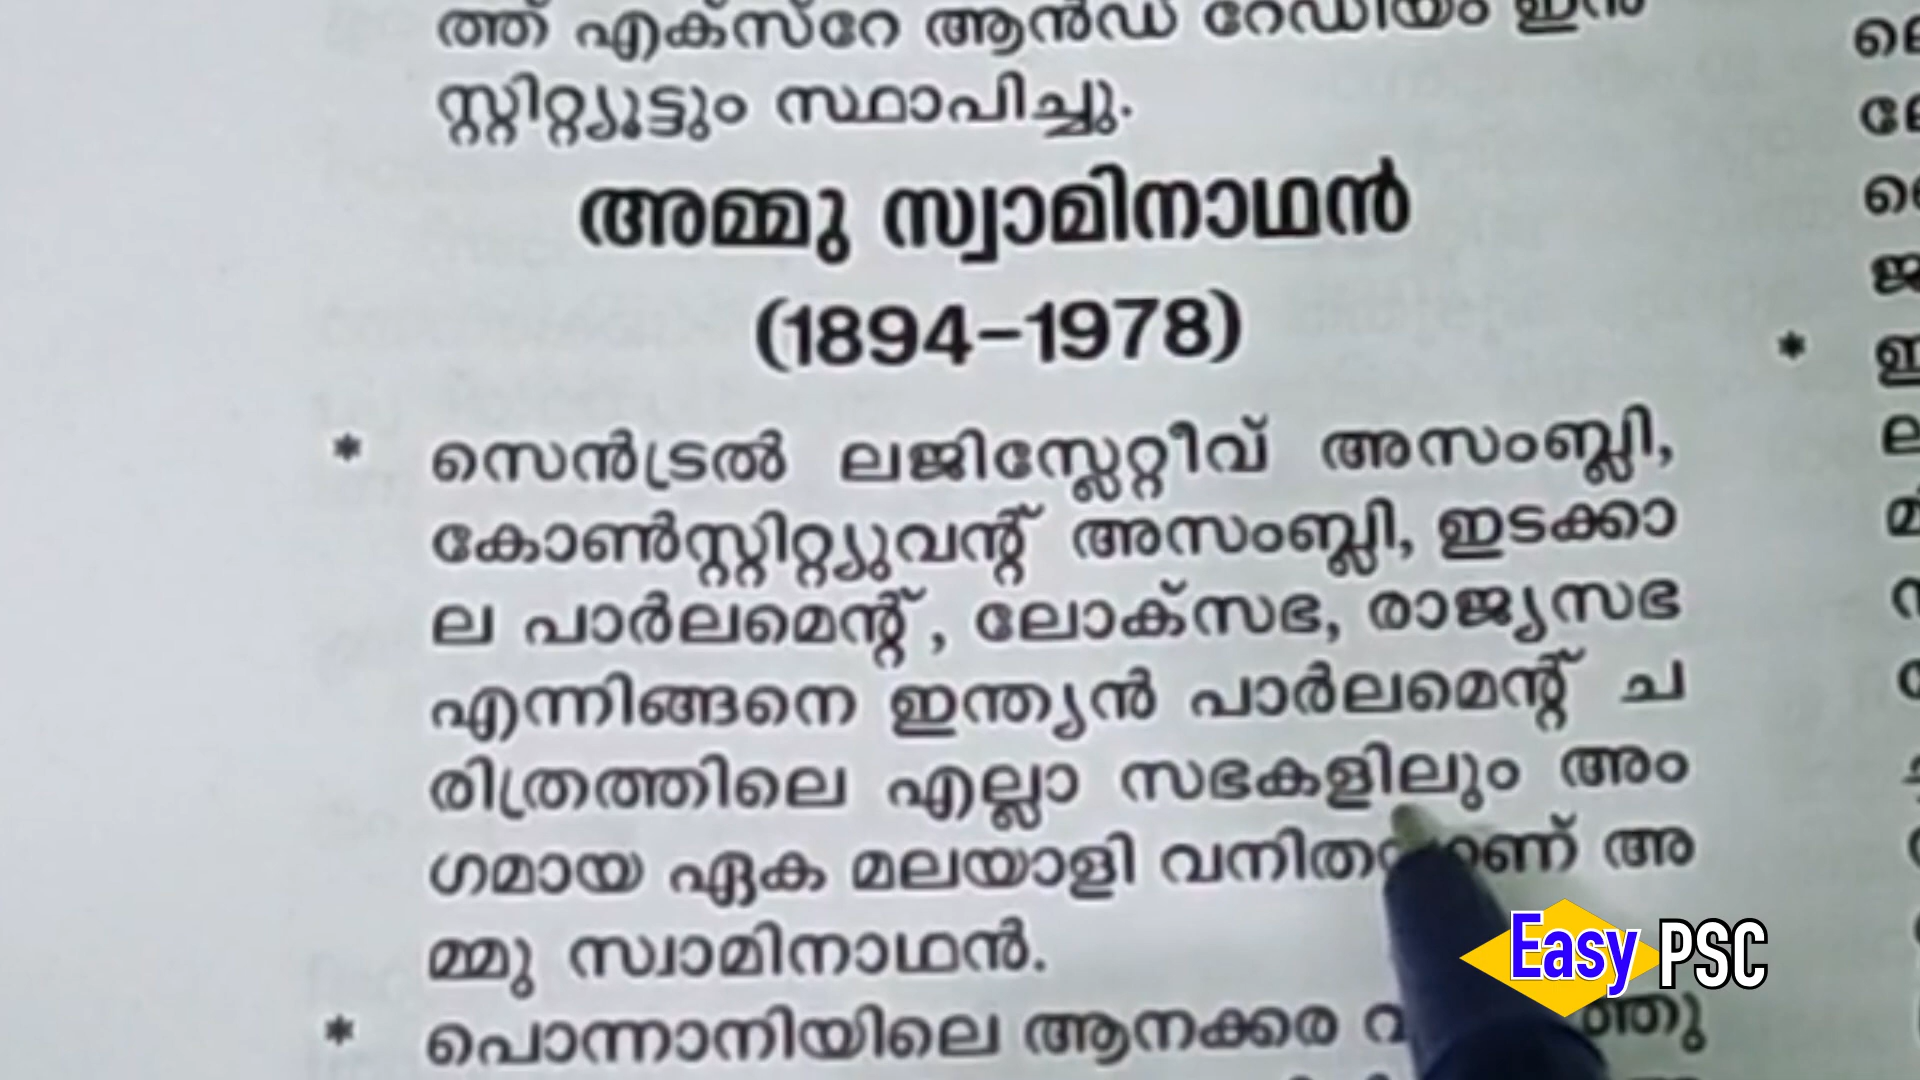 ത്ത് എക്സ്റേ ആൻഡ് റേഡിയം ഇൻ
സ്റ്റിറ്റ്യൂട്ടും സ്ഥാപിച്ചു.
അമ്മു സ്വാമിനാഥൻ
(1894-1978)
* സെൻട്രൽ ലജിസ്ലേറ്റീവ് അസംബ്ലി,
കോൺസ്റ്റിറ്റ്യുവന്റ് അസംബ്ലി, ഇടക്കാ
ല പാർലമെന്റ്, ലോക്സഭ, രാജ്യസഭ
എന്നിങ്ങനെ ഇന്ത്യൻ പാർലമെന്റ് ച
രിത്രത്തിലെ എല്ലാ സഭകളിലും അം
ഗമായ ഏക മലയാളി വനിതയാണ് അ
മ്മു സ്വാമിനാഥൻ.
* പൊന്നാനിയിലെ ആനക്കര
Easy PSC